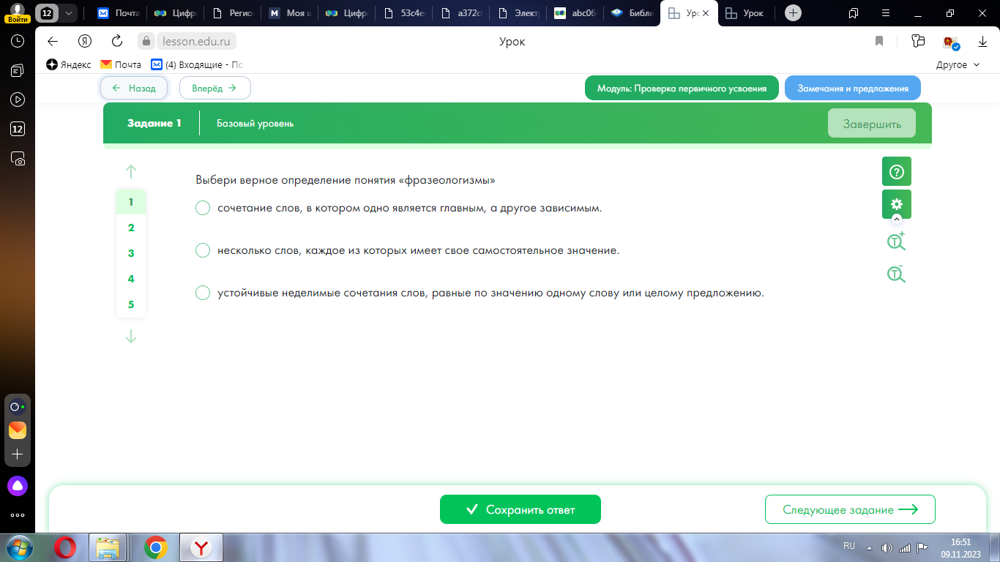 Войти
12
Почта
Цифр
Регио
Моя ш
Цифр
53c4e
a372c
Элект
abc06
Библи
Урс
Урок
lesson.edu.ru
Урок
Яндекс
Почта
(4) Входящие - По
Другое
12
Назад
Вперёд
Модуль: Проверка первичного усвоения
Замечания и предложения
Задание 1
Базовый уровень
Завершить
Выбери верное определение понятия «фразеологизмы»
1
сочетание слов, в котором одно является главным, а другое зависимым.
2
3
несколько слов, каждое из которых имеет свое самостоятельное значение.
4
5
устойчивые неделимые сочетания слов, равные по значению одному слову или целому предложению.
Сохранить ответ
Следующее задание
RU
16:51
09.11.2023